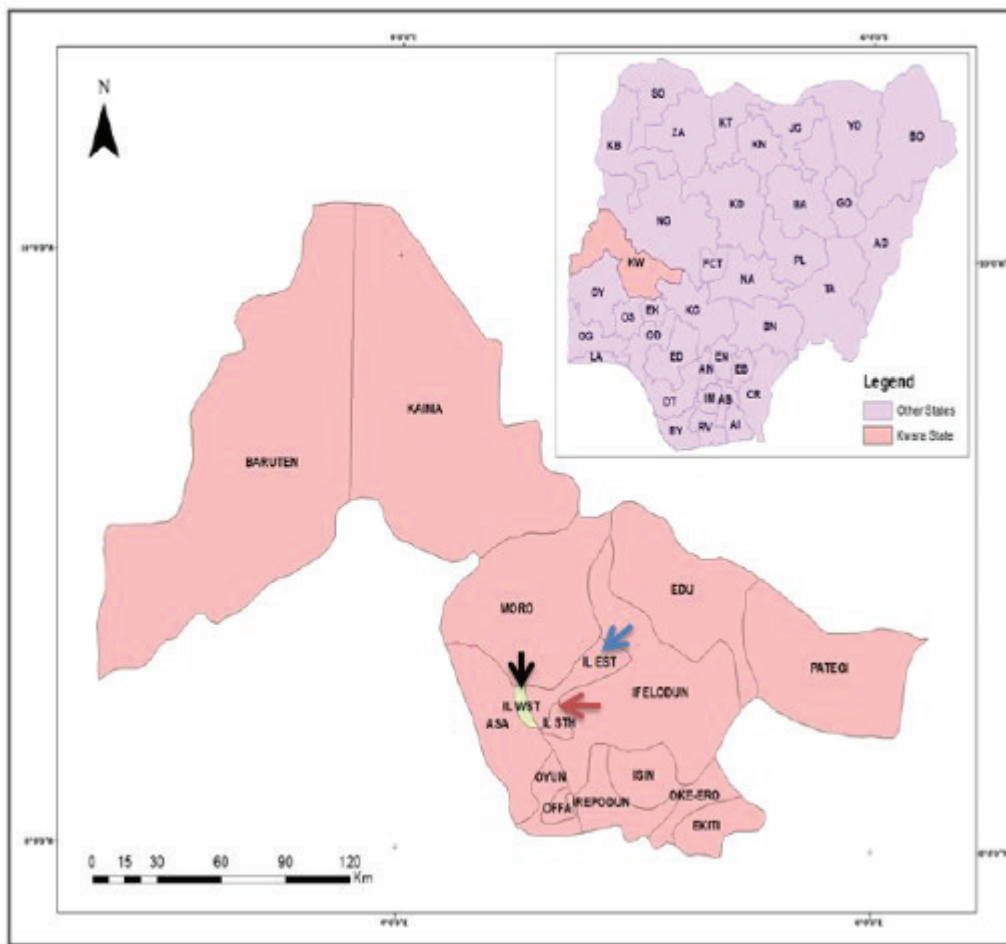 N
SO
ZA
KT
KN
JG
YO
BO
KB
NG
KD
BA
GO
AD
KW
FCT
NA
PL
TA
OY
OS
EK
KG
OD
BN
OG
LA
ED
AN
EN
EB
DT
IM
AB
CR
BY
RV
AI
Legend
Other States
Kwara State
KAIMA
BARUTEN
MORO
EDU
PATEGI
IL EST
IFELODUN
IL WST
ASA
IL STH
OYUN
OFFA
IREPODUN
IGIN
OKE-ERO
EKITI
0 15 30 60 90 120
Km